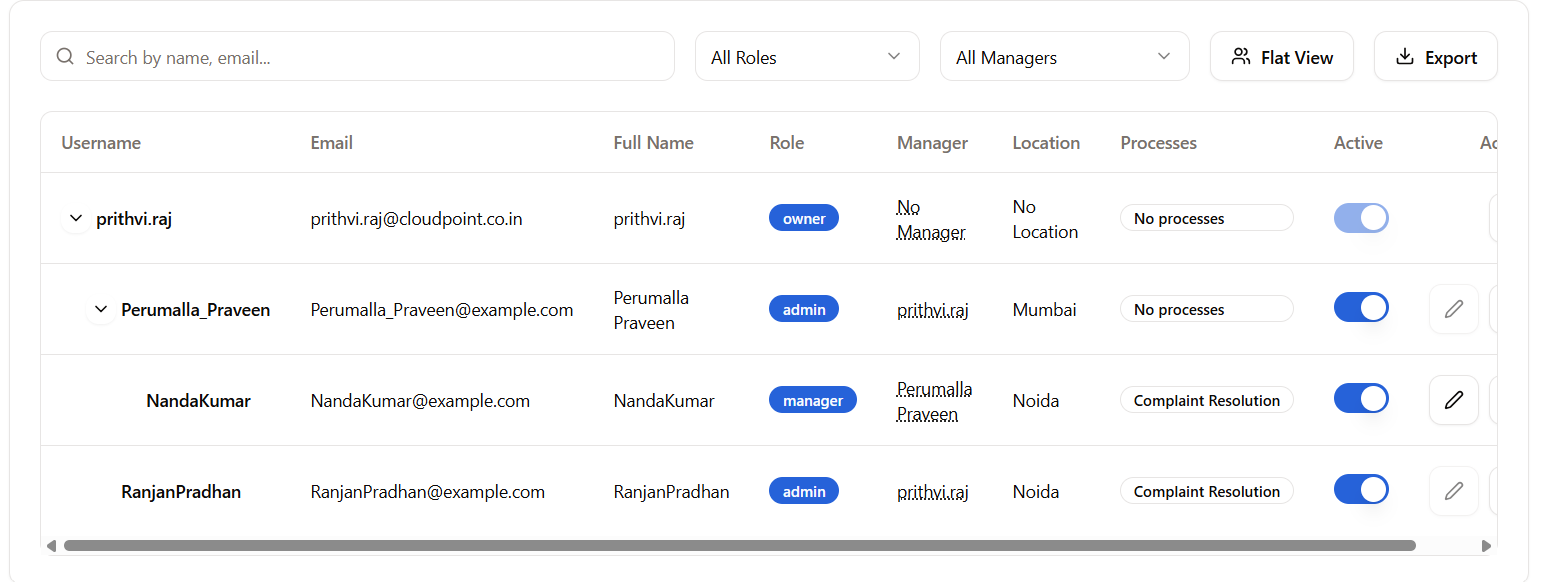 Search by name, email...
All Roles
All Managers
Flat View
Export
Username Email Full Name Role Manager Location Processes Active Ac
prithvi.raj prithvi.raj@cloudpoint.co.in prithvi.raj owner No Manager No Location No processes
Perumalla_Praveen Perumalla_Praveen@example.com Perumalla Praveen admin prithvi.raj Mumbai No processes
NandaKumar NandaKumar@example.com NandaKumar manager Perumalla Praveen Noida Complaint Resolution
RanjanPradhan RanjanPradhan@example.com RanjanPradhan admin prithvi.raj Noida Complaint Resolution